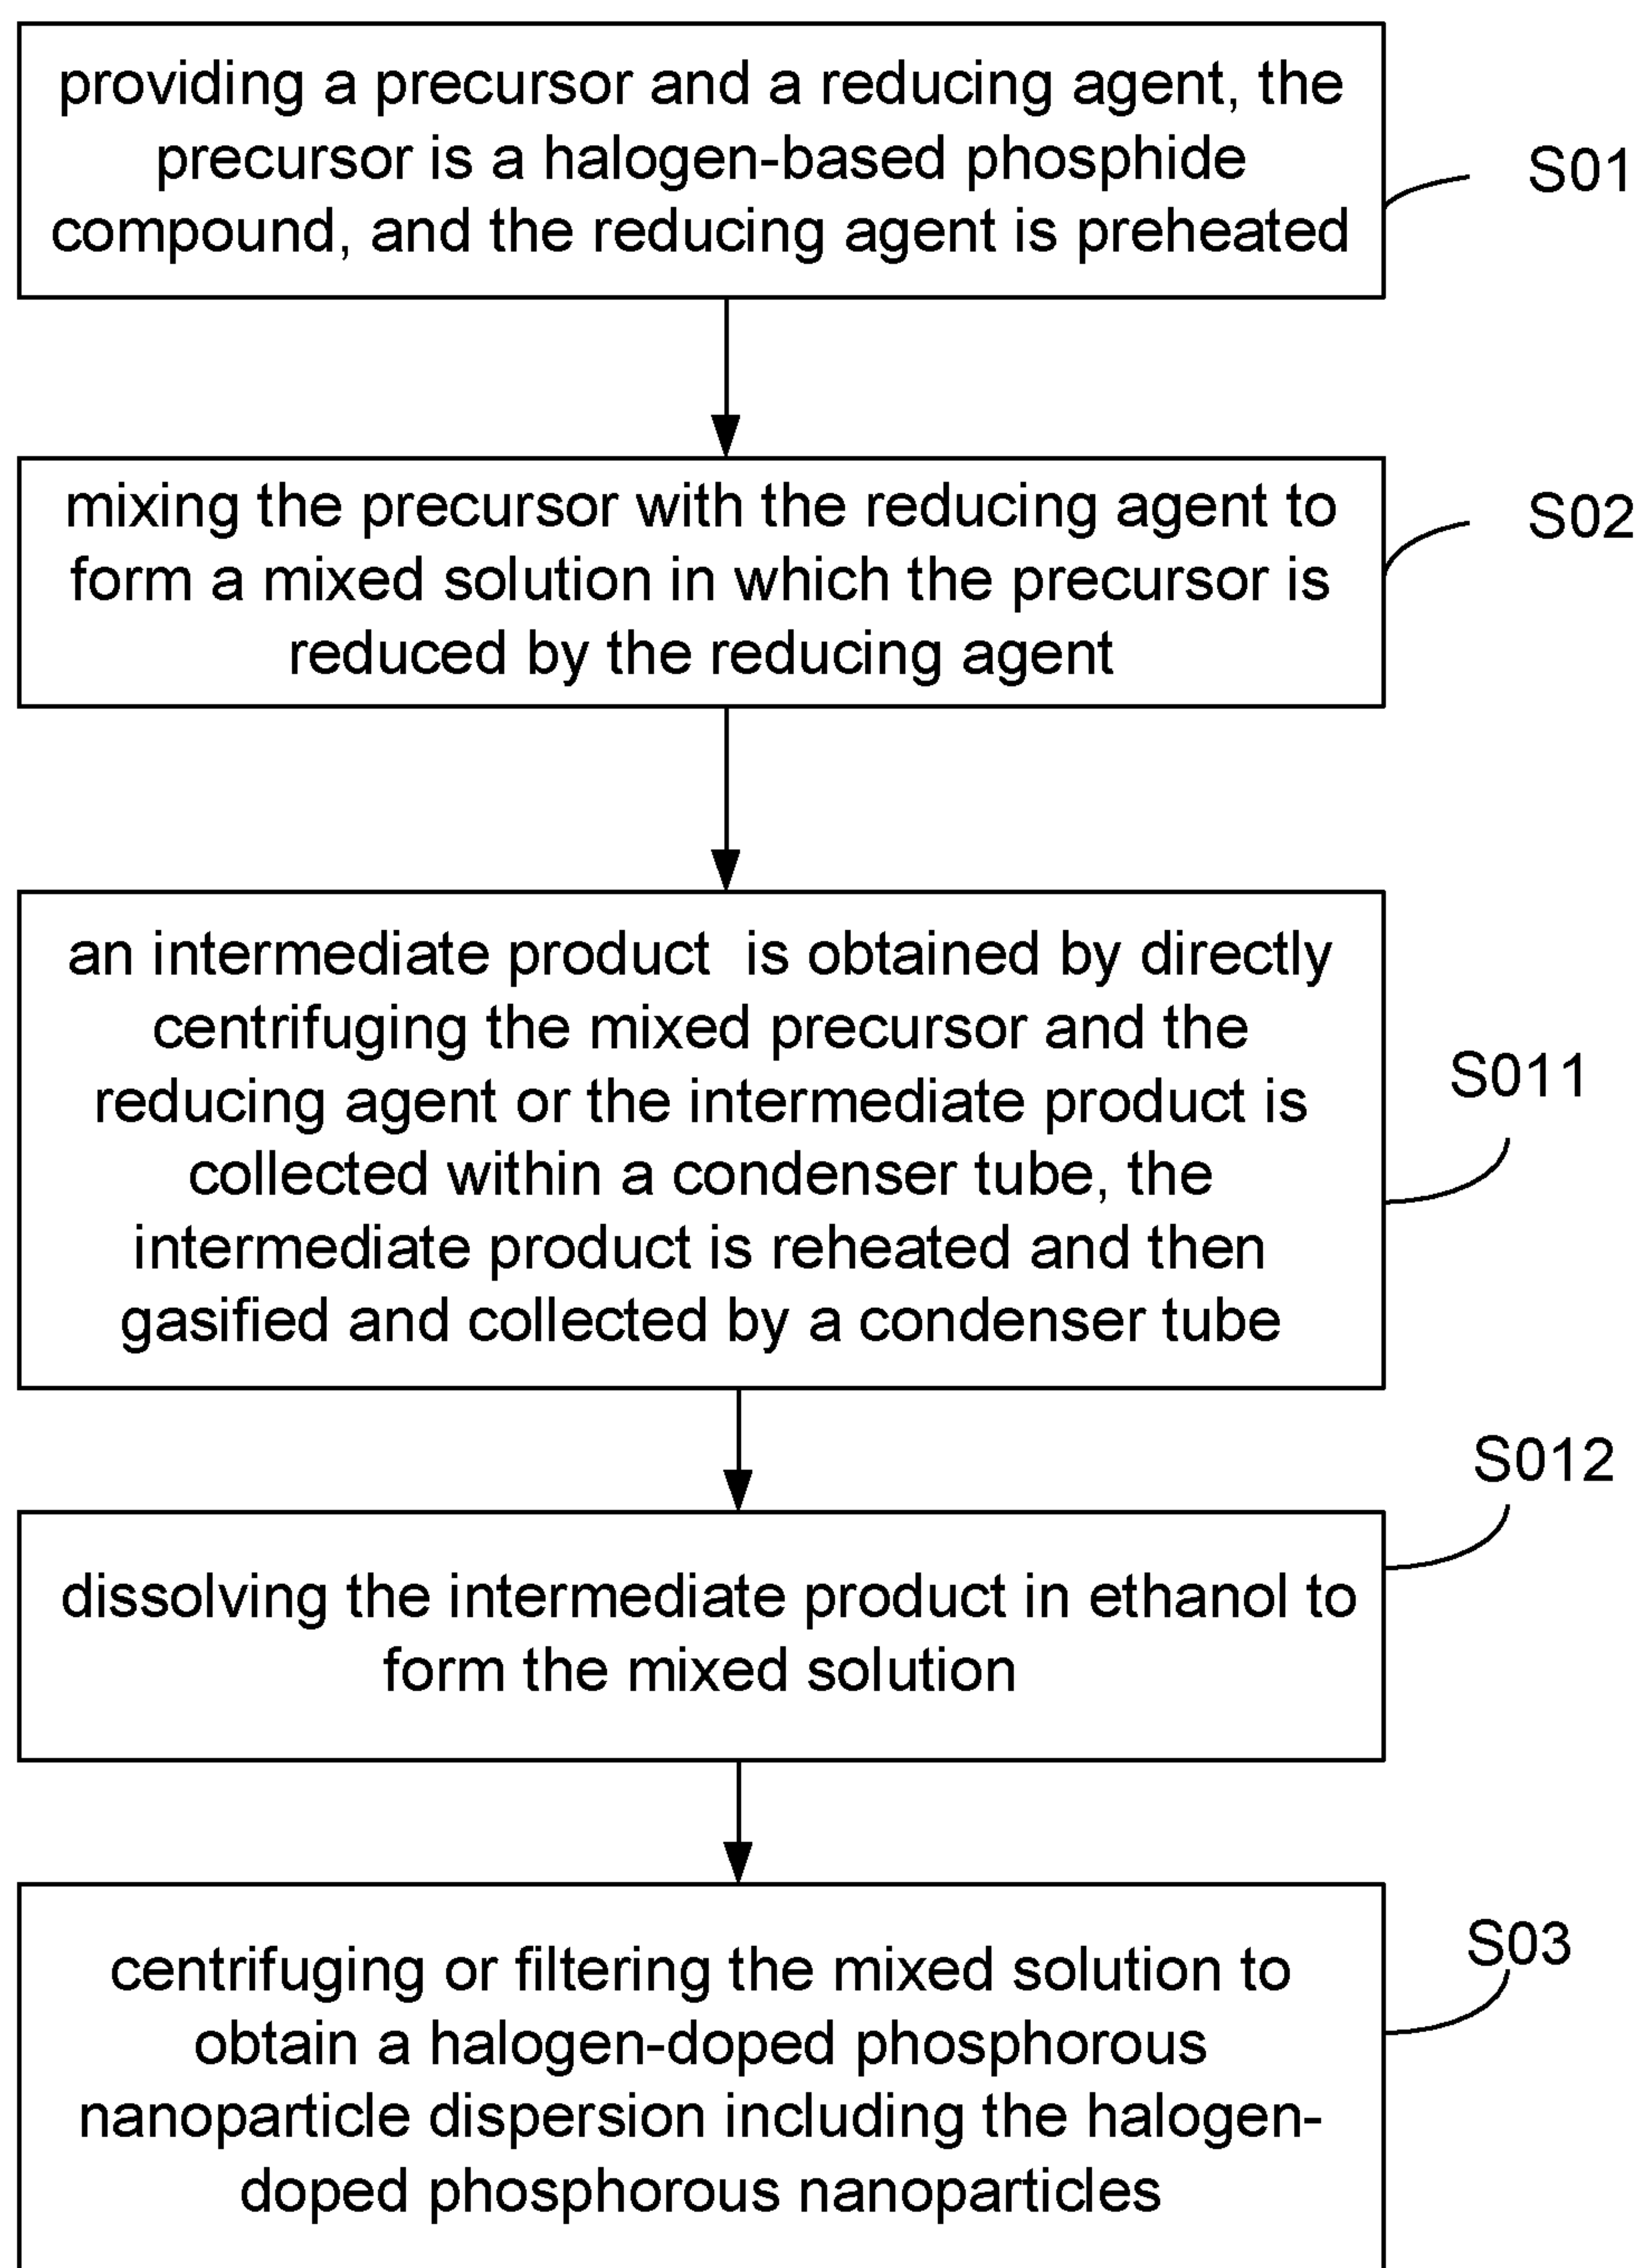 providing a precursor and a reducing agent, the
precursor is a halogen-based phosphide
compound, and the reducing agent is preheated
S01
mixing the precursor with the reducing agent to
form a mixed solution in which the precursor is
reduced by the reducing agent
S02
an intermediate product  is obtained by directly
centrifuging the mixed precursor and the
reducing agent or the intermediate product is
collected within a condenser tube, the
intermediate product is reheated and then
gasified and collected by a condenser tube
S011
dissolving the intermediate product in ethanol to
form the mixed solution
S012
centrifuging or filtering the mixed solution to
obtain a halogen-doped phosphorous
nanoparticle dispersion including the halogen-
doped phosphorous nanoparticles
S03